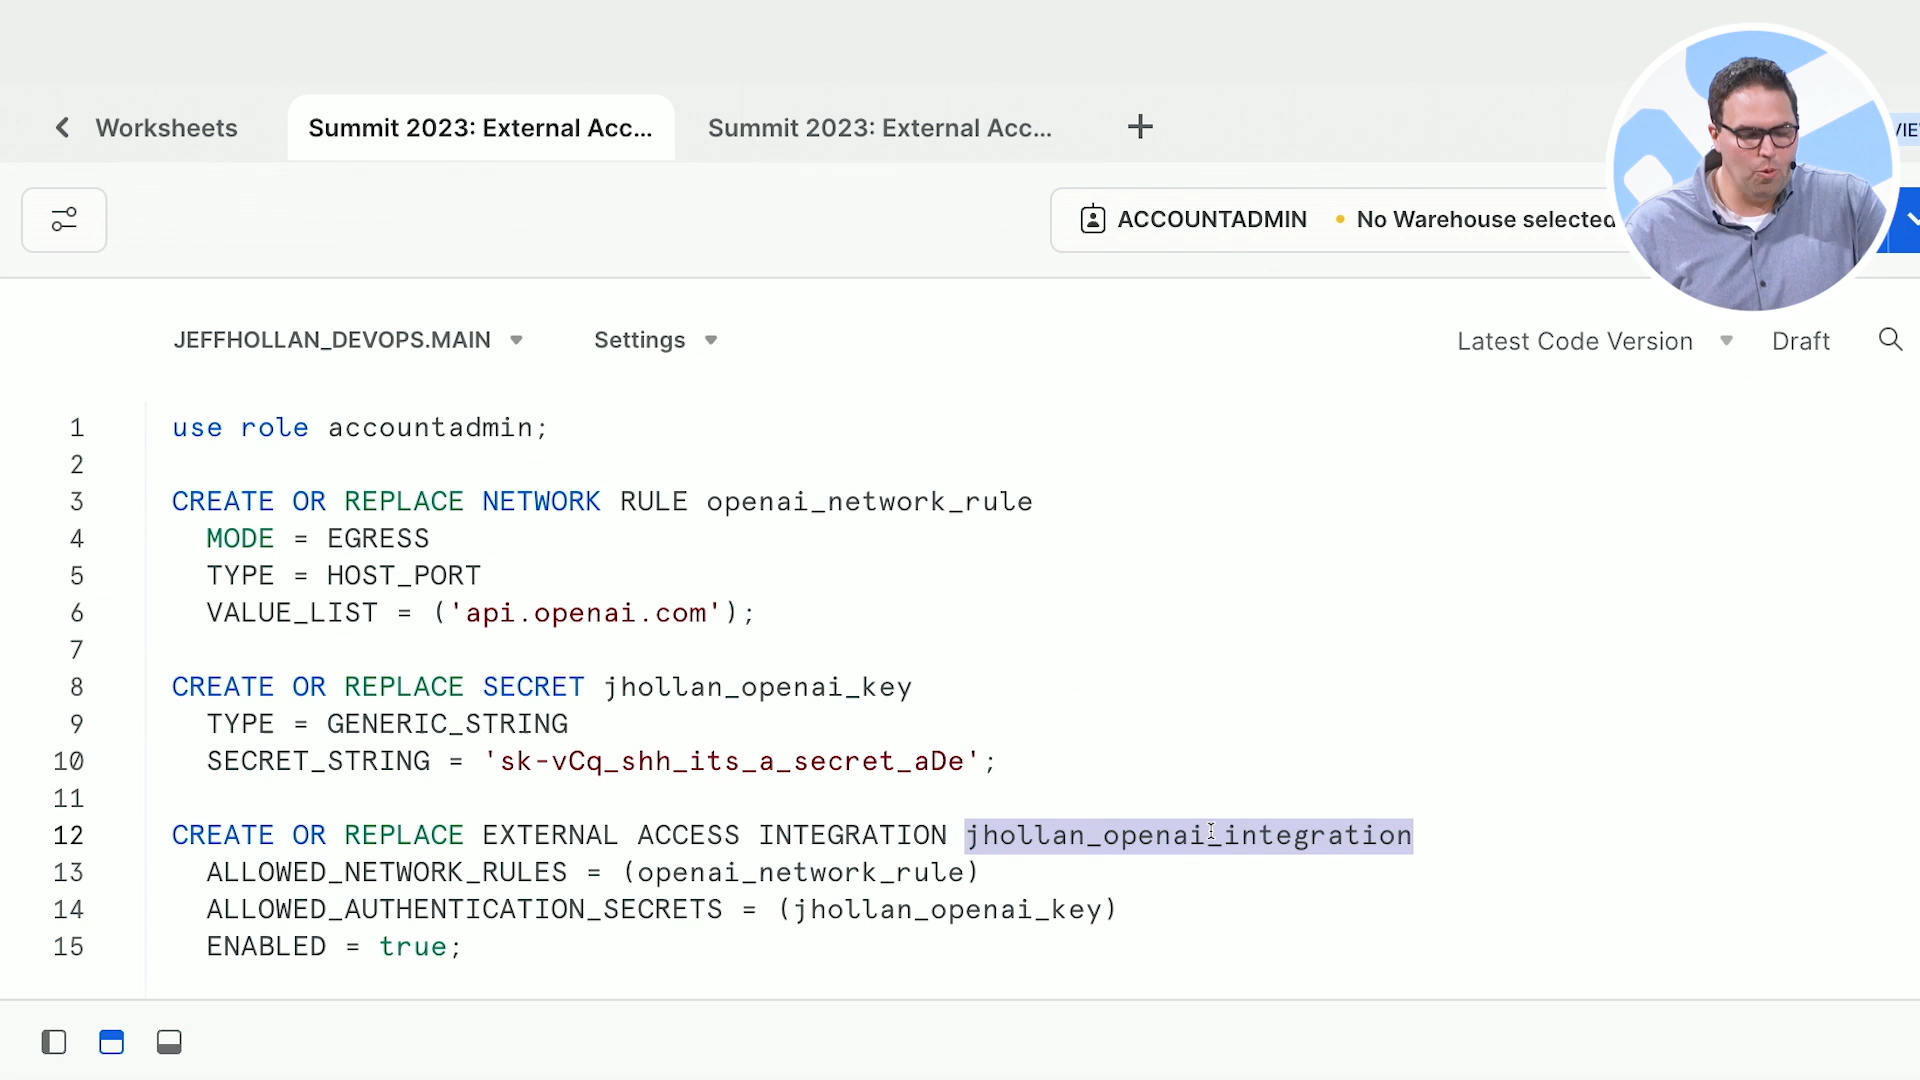 Worksheets
Summit 2023: External Acc...
Summit 2023: External Acc...
ACCOUNTADMIN
No Warehouse selected
JEFFHOLLAN_DEVOPS.MAIN
Settings
Latest Code Version
Draft
1 use role accountadmin;
2
3 CREATE OR REPLACE NETWORK RULE openai_network_rule
4 MODE = EGRESS
5 TYPE = HOST_PORT
6 VALUE_LIST = ('api.openai.com');
7
8 CREATE OR REPLACE SECRET jhollan_openai_key
9 TYPE = GENERIC_STRING
10 SECRET_STRING = 'sk-vCq_shh_its_a_secret_aDe';
11
12 CREATE OR REPLACE EXTERNAL ACCESS INTEGRATION jhollan_openai_integration
13 ALLOWED_NETWORK_RULES = (openai_network_rule)
14 ALLOWED_AUTHENTICATION_SECRETS = (jhollan_openai_key)
15 ENABLED = true;